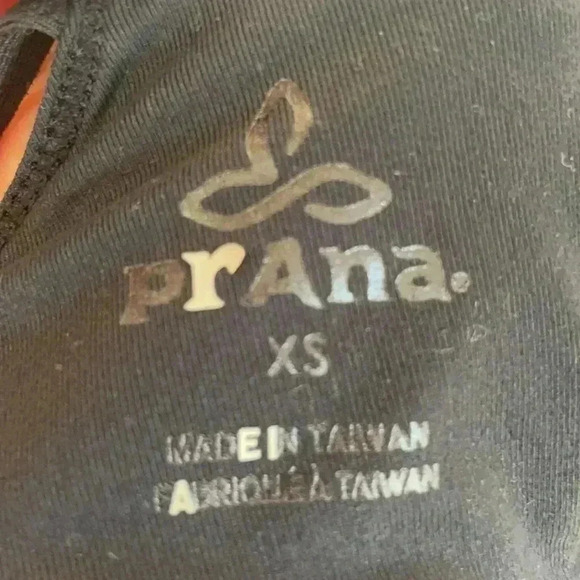 prAna.
XS
MADE IN TAIWAN
FABRIQUÉ À TAIWAN